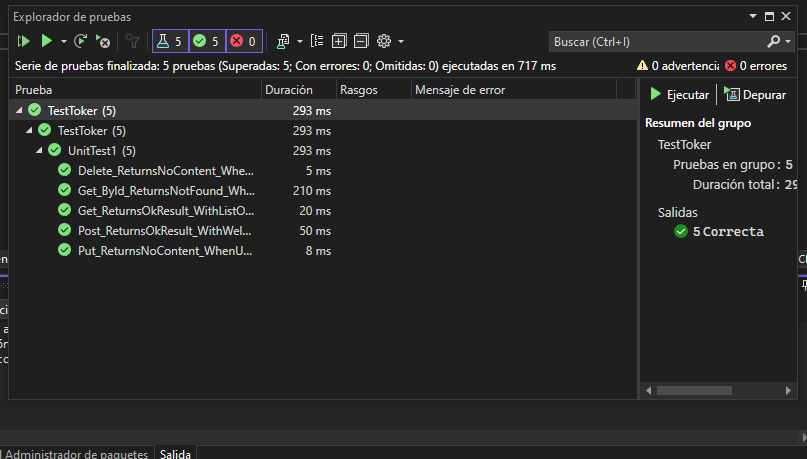 Explorador de pruebas
5 5 0
Buscar (Ctrl+I)
Serie de pruebas finalizada: 5 pruebas (Superadas: 5; Con errores: 0; Omitidas: 0) ejecutadas en 717 ms
0 advertencia 0 errores
Prueba Duración Rasgos Mensaje de error
TestToker (5) 293 ms
TestToker (5) 293 ms
UnitTest1 (5) 293 ms
Delete_ReturnsNoContent_Whe... 5 ms
Get_ById_ReturnsNotFound_Wh... 210 ms
Get_ReturnsOkResult_WithListO... 20 ms
Post_ReturnsOkResult_WithWel... 50 ms
Put_ReturnsNoContent_WhenU... 8 ms
Ejecutar Depurar
Resumen del grupo
TestToker
Pruebas en grupo: 5
Duración total: 29
Salidas
5 Correcta
Administrador de paquetes Salida